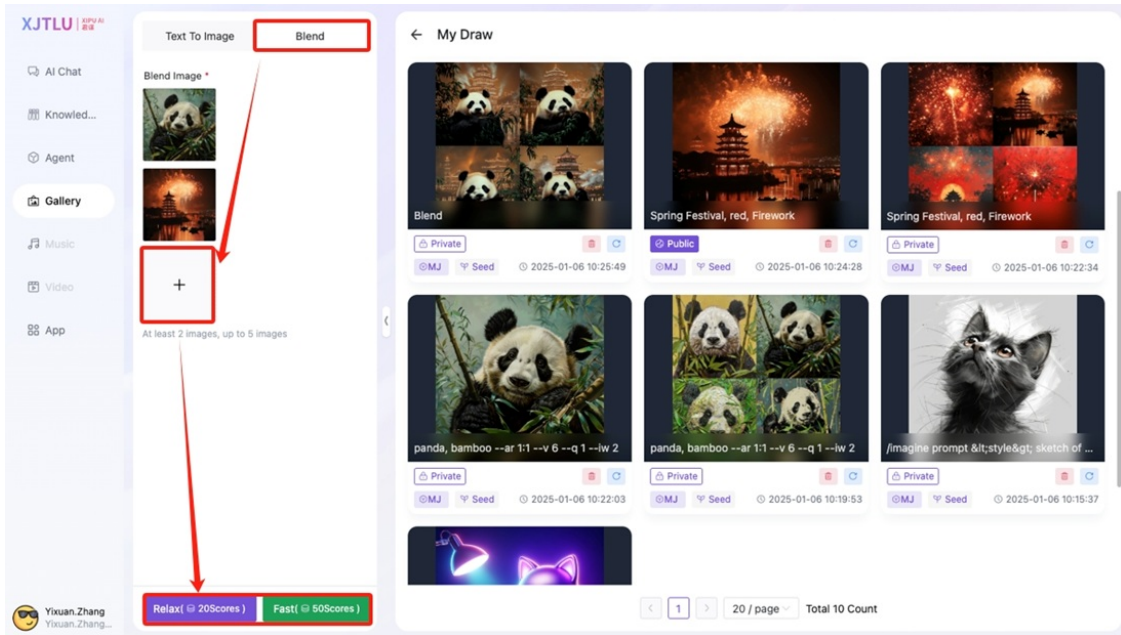 XJTLU | XIPU AI
君谋
AI Chat
Knowled...
Agent
Gallery
Music
Video
App
Yixuan.Zhang
Yixuan.Zhang...
Text To Image
Blend
Blend Image *
+
At least 2 images, up to 5 images
Relax( 20Scores )
Fast( 50Scores )
← My Draw
Blend
Private
MJ Seed 2025-01-06 10:25:49
Spring Festival, red, Firework
Public
MJ Seed 2025-01-06 10:24:28
Spring Festival, red, Firework
Private
MJ Seed 2025-01-06 10:22:34
panda, bamboo --ar 1:1 --v 6 --q 1 --iw 2
Private
MJ Seed 2025-01-06 10:22:03
panda, bamboo --ar 1:1 --v 6 --q 1 --iw 2
Private
MJ Seed 2025-01-06 10:19:53
/imagine prompt &lt;style&gt; sketch of ...
Private
MJ Seed 2025-01-06 10:15:37
< 1 > 20 / page Total 10 Count